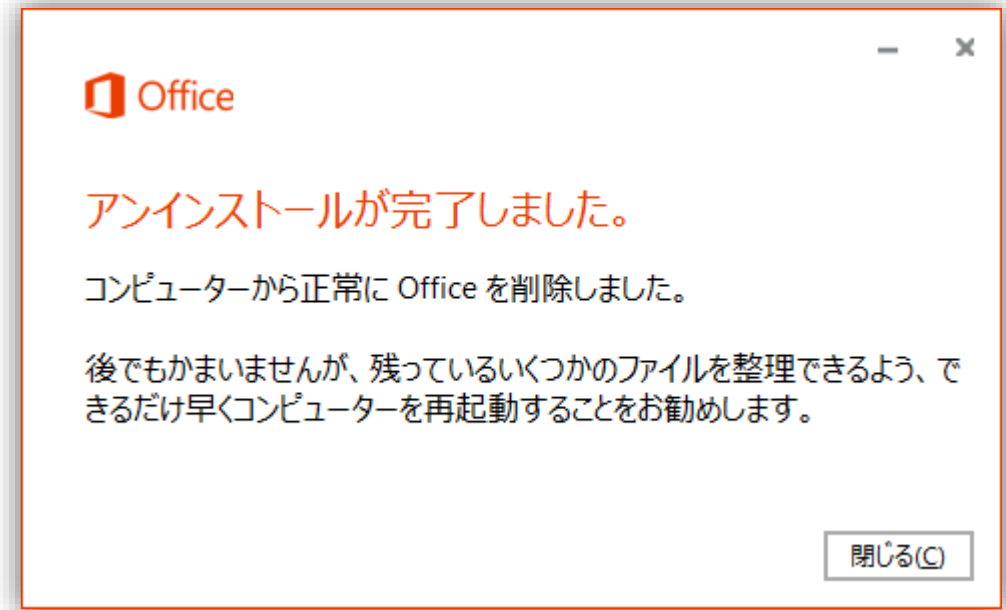 Office
アンインストールが完了しました。
コンピューターから正常に Office を削除しました。
後でもかまいませんが、残っているいくつかのファイルを整理できるよう、で
きるだけ早くコンピューターを再起動することをお勧めします。
閉じる(C)